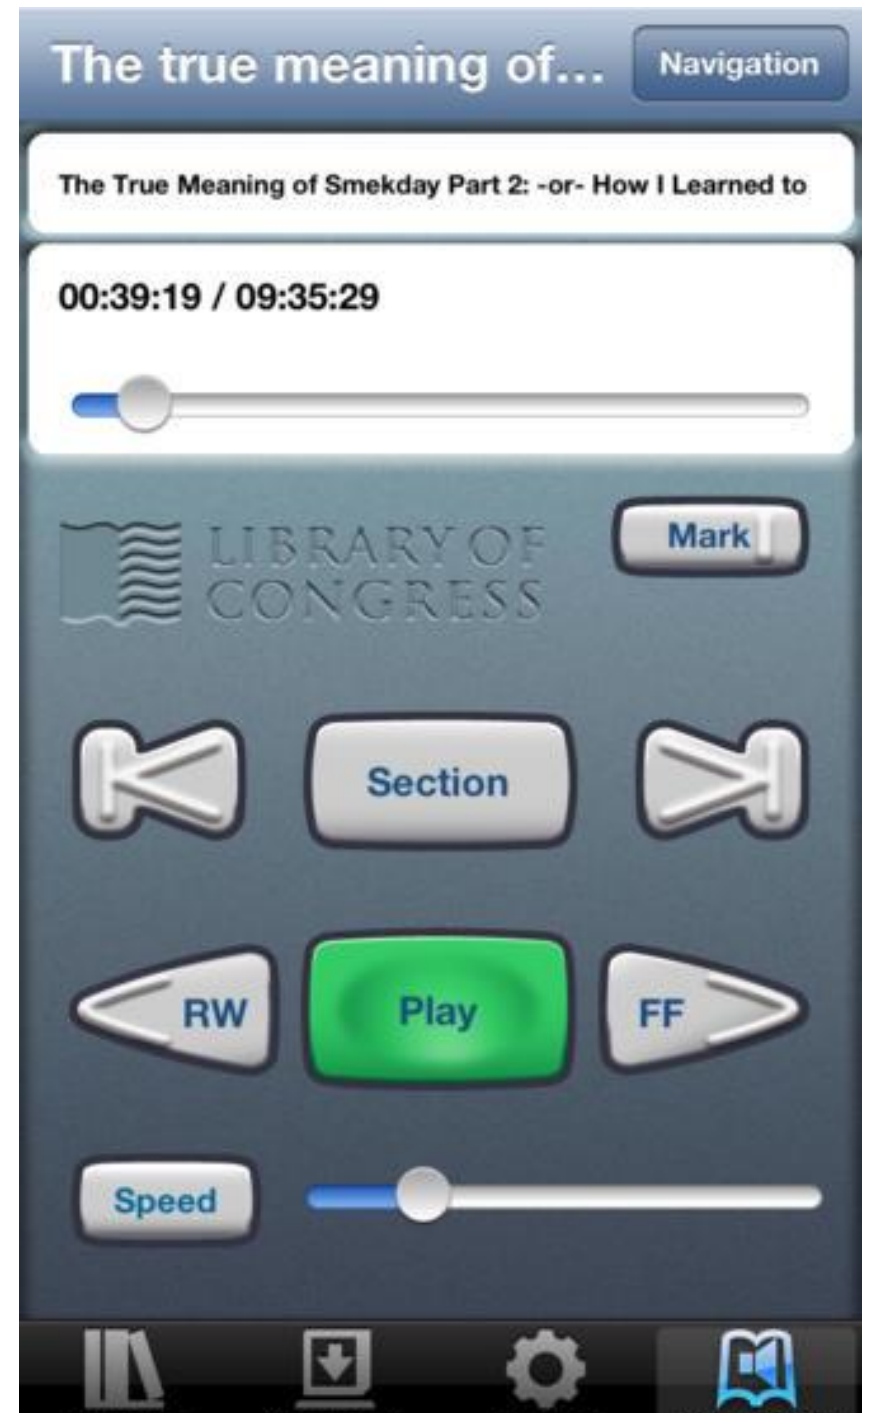 The true meaning of...
Navigation
The True Meaning of Smekday Part 2: -or- How I Learned to
00:39:19 / 09:35:29
LIBRARY OF
CONGRESS
Mark
Section
RW
Play
FF
Speed